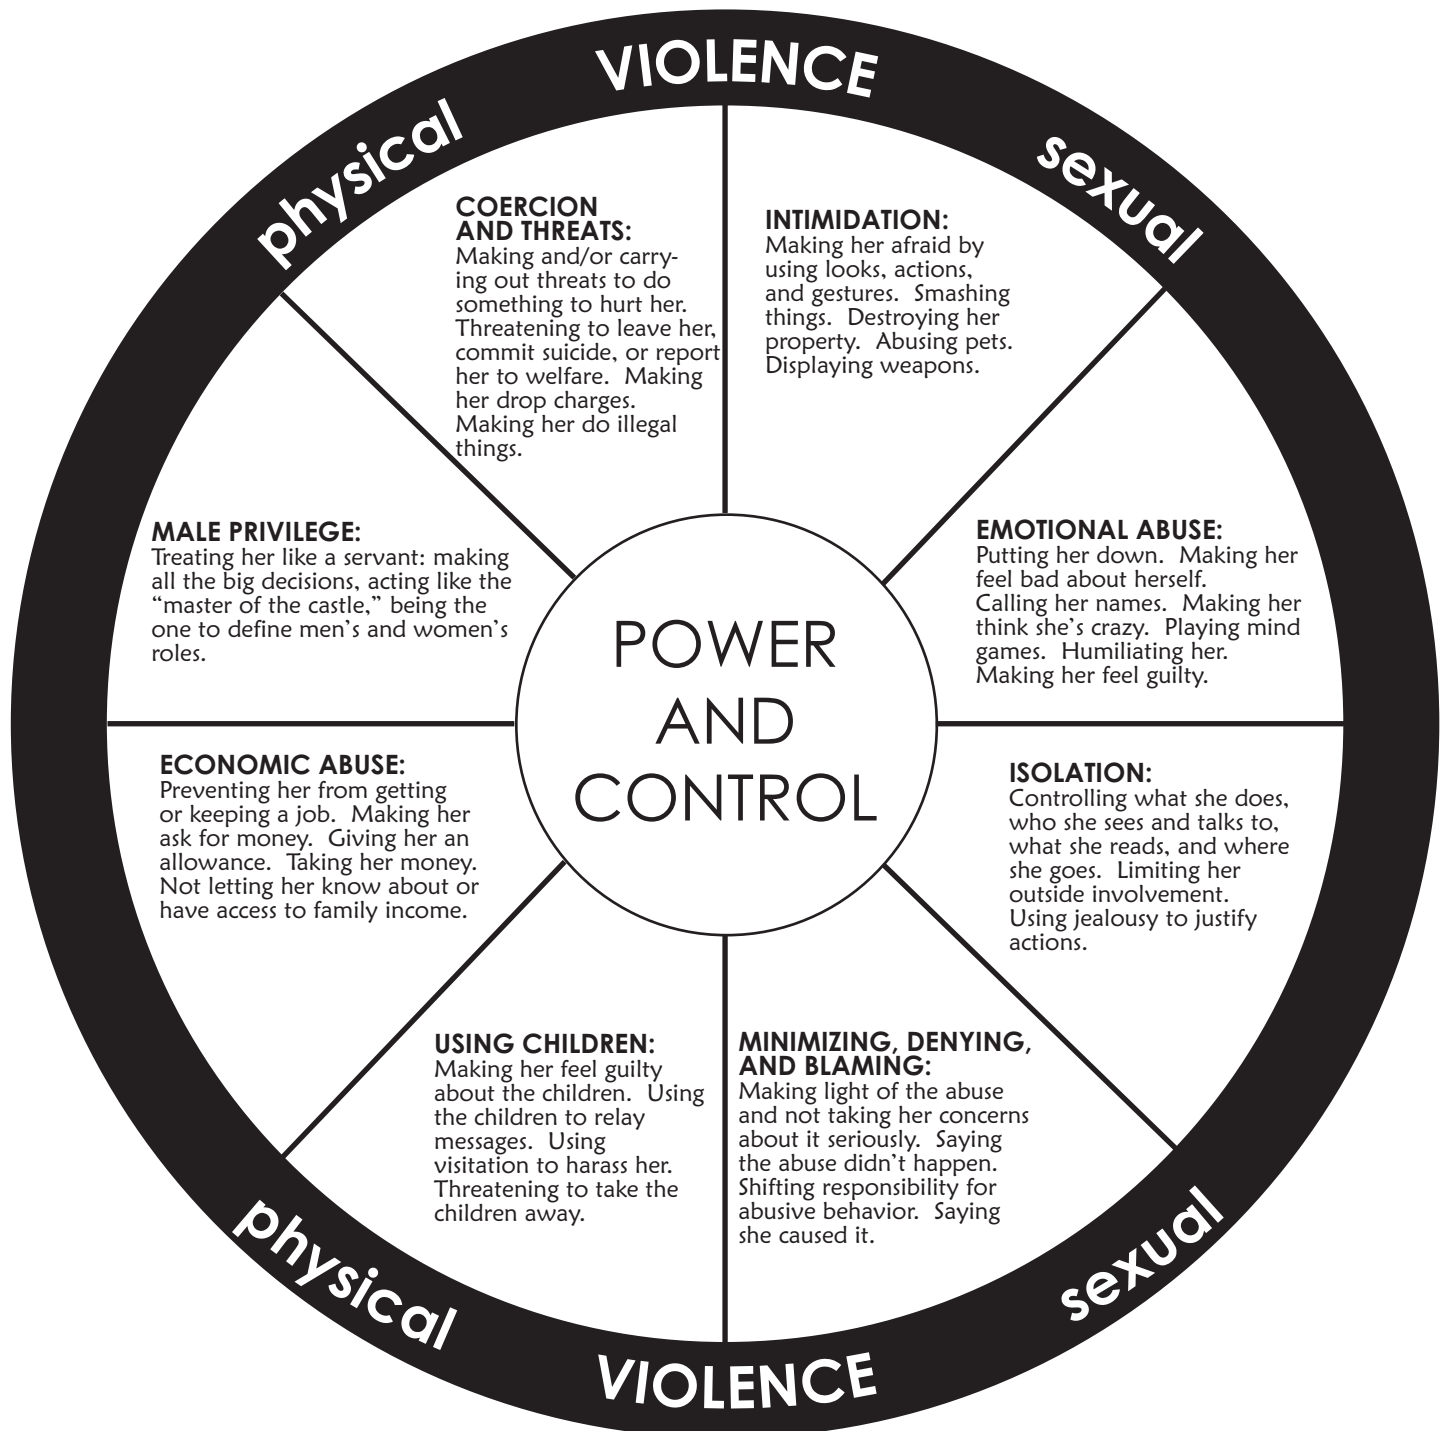 VIOLENCE
physical
sexual
COERCION
AND THREATS:
Making and/or carry-
ing out threats to do
something to hurt her.
Threatening to leave her,
commit suicide, or report
her to welfare.  Making
her drop charges.
Making her do illegal
things.
INTIMIDATION:
Making her afraid by
using looks, actions,
and gestures.  Smashing
things.  Destroying her
property.  Abusing pets.
Displaying weapons.
MALE PRIVILEGE:
Treating her like a servant: making
all the big decisions, acting like the
“master of the castle,” being the
one to define men’s and women’s
roles.
EMOTIONAL ABUSE:
Putting her down.  Making her
feel bad about herself.
Calling her names.  Making her
think she’s crazy.  Playing mind
games.  Humiliating her.
Making her feel guilty.
POWER
AND
CONTROL
ECONOMIC ABUSE:
Preventing her from getting
or keeping a job.  Making her
ask for money.  Giving her an
allowance.  Taking her money.
Not letting her know about or
have access to family income.
ISOLATION:
Controlling what she does,
who she sees and talks to,
what she reads, and where
she goes.  Limiting her
outside involvement.
Using jealousy to justify
actions.
USING CHILDREN:
Making her feel guilty
about the children.  Using
the children to relay
messages.  Using
visitation to harass her.
Threatening to take the
children away.
MINIMIZING, DENYING,
AND BLAMING:
Making light of the abuse
and not taking her concerns
about it seriously.  Saying
the abuse didn’t happen.
Shifting responsibility for
abusive behavior.  Saying
she caused it.
physical
sexual
VIOLENCE